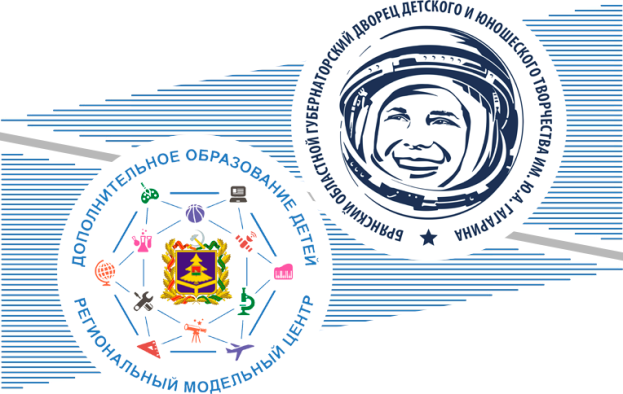 БРЯНСКИЙ ОБЛАСТНОЙ ГУБЕРНАТОРСКИЙ ДВОРЕЦ ДЕТСКОГО И ЮНОШЕСКОГО ТВОРЧЕСТВА ИМ. Ю.А. ГАГАРИНА
ДОПОЛНИТЕЛЬНОЕ ОБРАЗОВАНИЕ ДЕТЕЙ
РЕГИОНАЛЬНЫЙ МОДЕЛЬНЫЙ ЦЕНТР